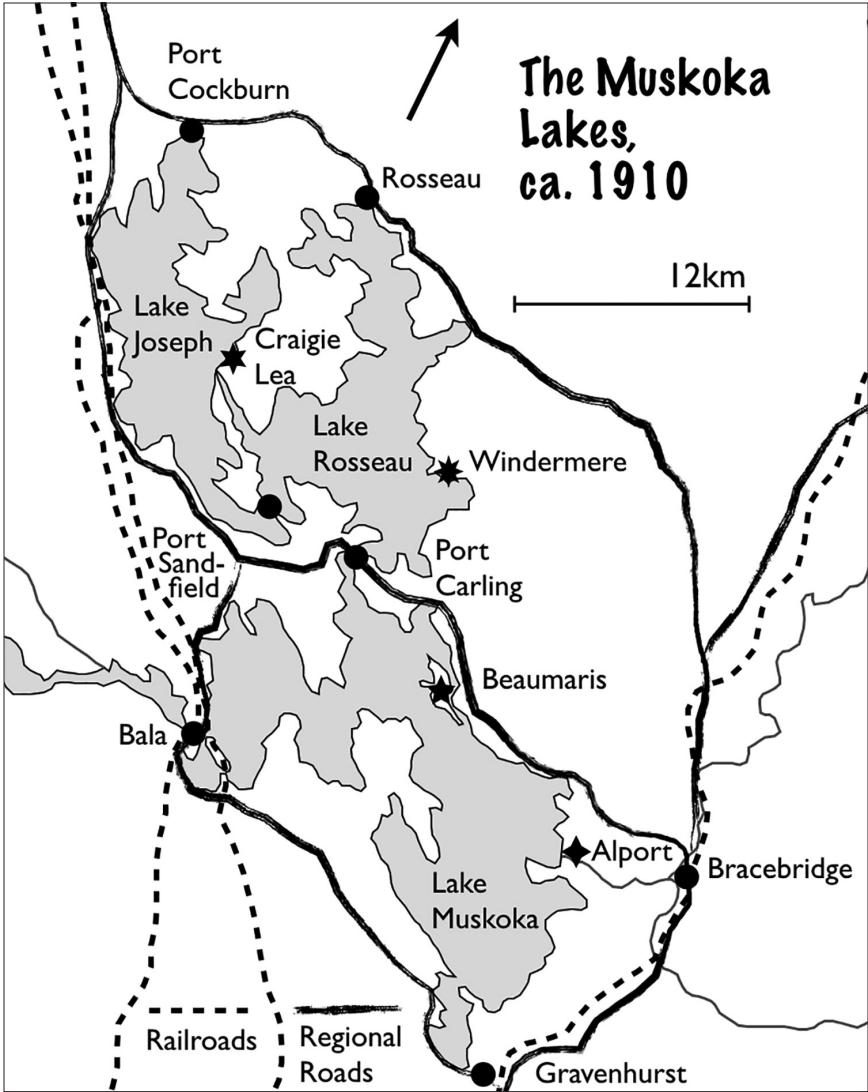 The Muskoka
Lakes,
ca. 1910
Port
Cockburn
Rosseau
12km
Lake
Joseph
Craigie
Lea
Lake
Rosseau
Windermere
Port
Sand-
field
Port
Carling
Beaumaris
Bala
Alport
Bracebridge
Lake
Muskoka
Railroads
Regional
Roads
Gravenhurst